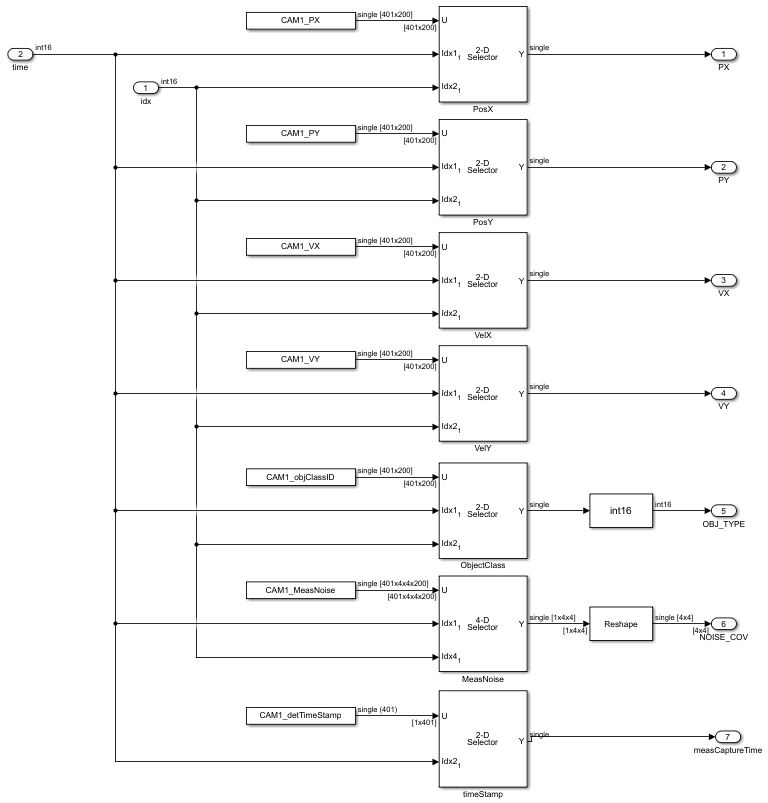 CAM1_PX
single [401x200]
[401x200]
U
Idx1 1
Idx2 1
2-D
Selector
Y
single
PosX
1
PX
2
int16
time
1
int16
idx
CAM1_PY
single [401x200]
[401x200]
U
Idx1 1
Idx2 1
2-D
Selector
Y
single
PosY
2
PY
CAM1_VX
single [401x200]
[401x200]
U
Idx1 1
Idx2 1
2-D
Selector
Y
single
VelX
3
VX
CAM1_VY
single [401x200]
[401x200]
U
Idx1 1
Idx2 1
2-D
Selector
Y
single
VelY
4
VY
CAM1_objClassID
single [401x200]
[401x200]
U
Idx1 1
Idx2 1
2-D
Selector
Y
single
ObjectClass
int16
int16
5
OBJ_TYPE
CAM1_MeasNoise
single [401x4x4x200]
[401x4x4x200]
U
Idx1 1
Idx4 1
4-D
Selector
Y
single [1x4x4]
[1x4x4]
MeasNoise
Reshape
single [4x4]
[4x4]
6
NOISE_COV
CAM1_detTimeStamp
single (401)
[1x401]
U
Idx2 1
2-D
Selector
Y
single
timeStamp
7
measCaptureTime